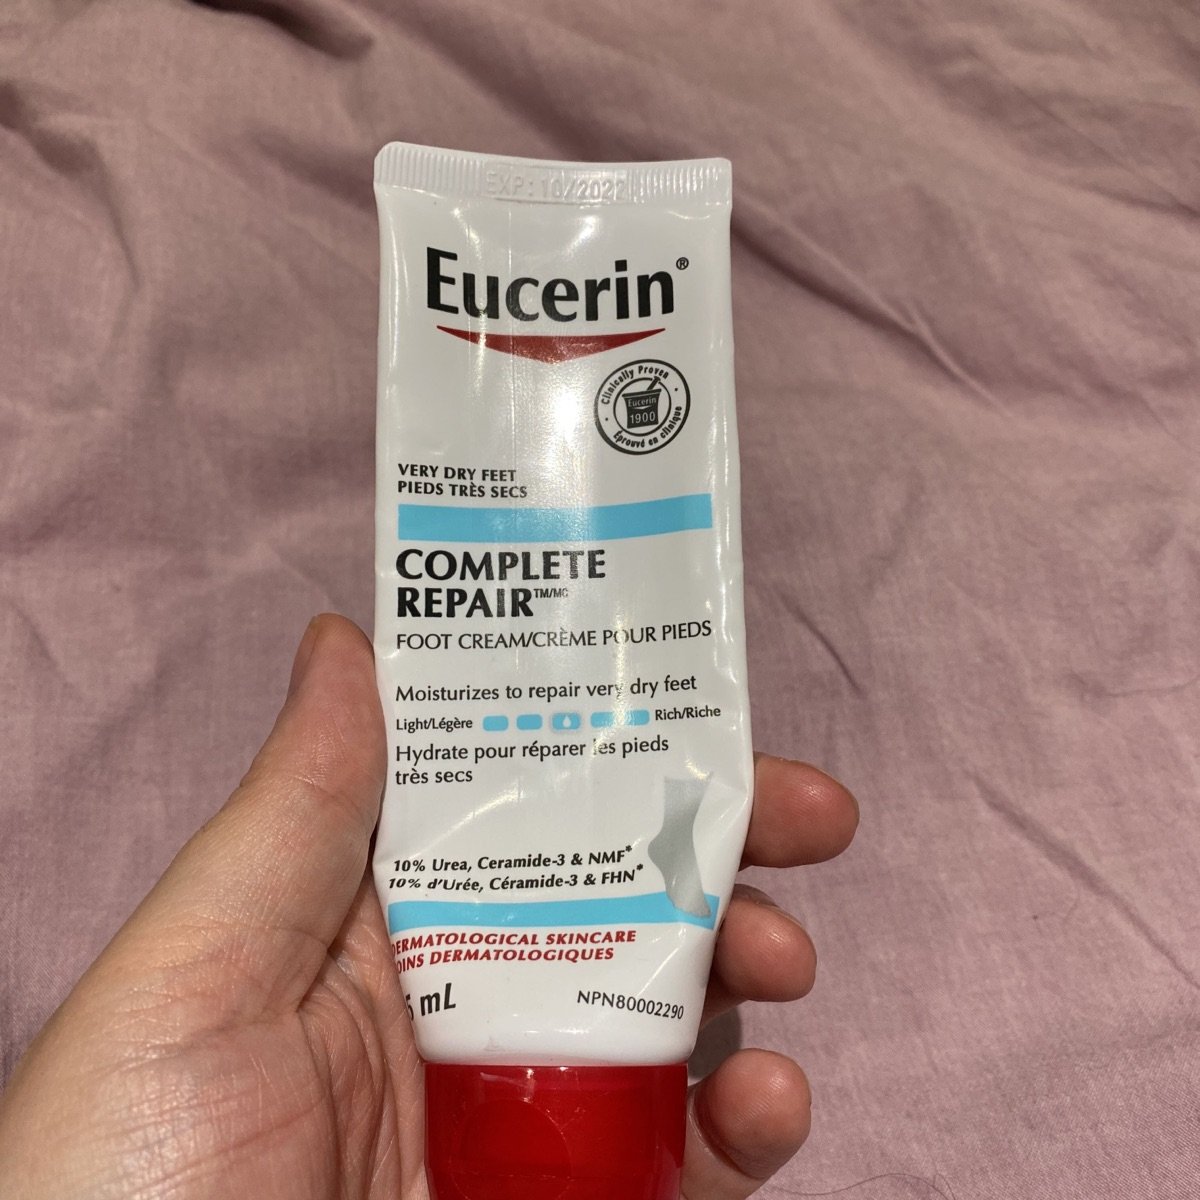 EXP: 10/2022
Eucerin®
Clinically Proven
Eucerin
1900
Éprouvé en clinique
VERY DRY FEET
PIEDS TRÈS SECS
COMPLETE
REPAIR™/MC
FOOT CREAM/CRÈME POUR PIEDS
Moisturizes to repair very dry feet
Light/Légère Rich/Riche
Hydrate pour réparer les pieds
très secs
10% Urea, Ceramide-3 & NMF*
10% d'Urée, Céramide-3 & FHN*
DERMATOLOGICAL SKINCARE
SOINS DERMATOLOGIQUES
5 mL
NPN80002290